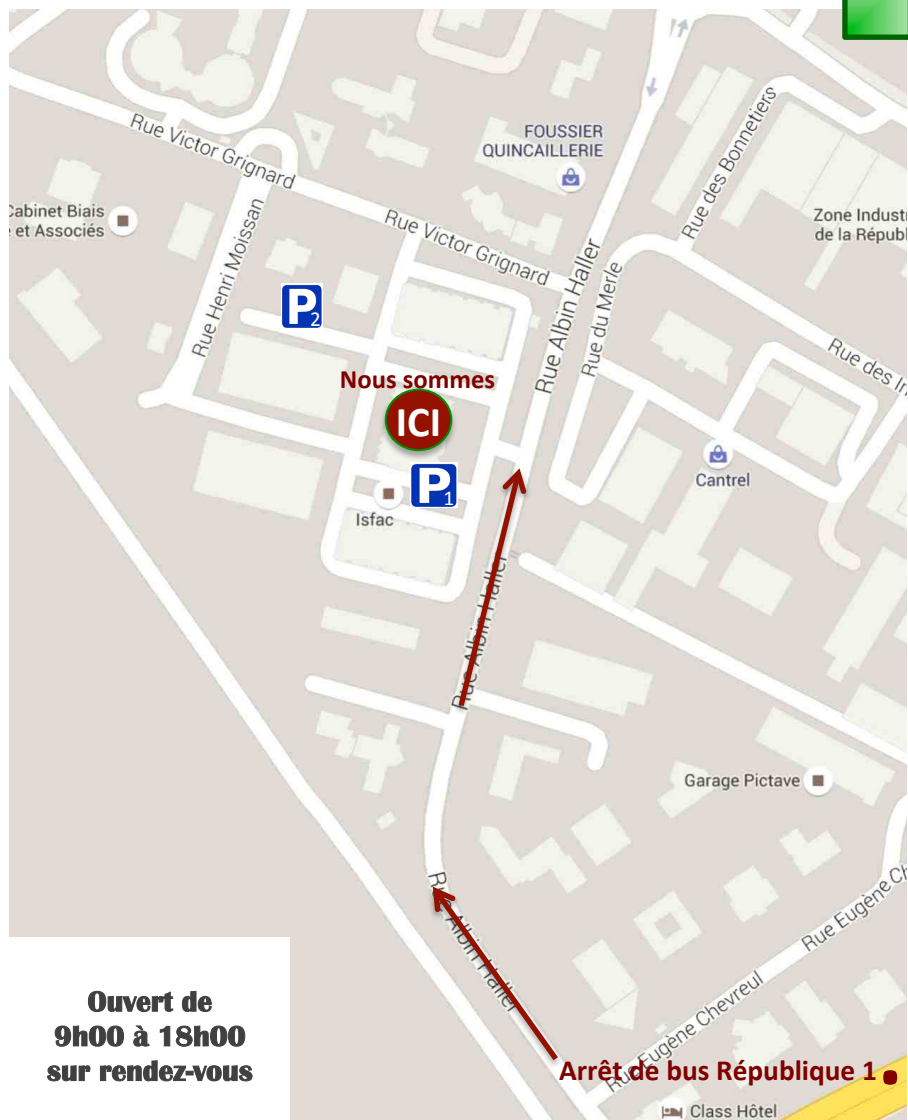 Rue Victor Grignard
FOUSSIER
QUINCAILLERIE
Rue des Bonnetiers
Cabinet Biais
et Associés
Rue Henri Moissan
Rue Victor Grignard
Rue Albin Haller
Rue du Merle
Zone Industr
de la Républ
P2
Rue des In
Nous sommes
ICI
P1
Isfac
Cantrel
Rue Albin Haller
Garage Pictave
Rue Albin Haller
Rue Eugène Ch
Rue Eugène Chevreul
Ouvert de
9h00 à 18h00
sur rendez-vous
Arrêt de bus République 1
Class Hôtel